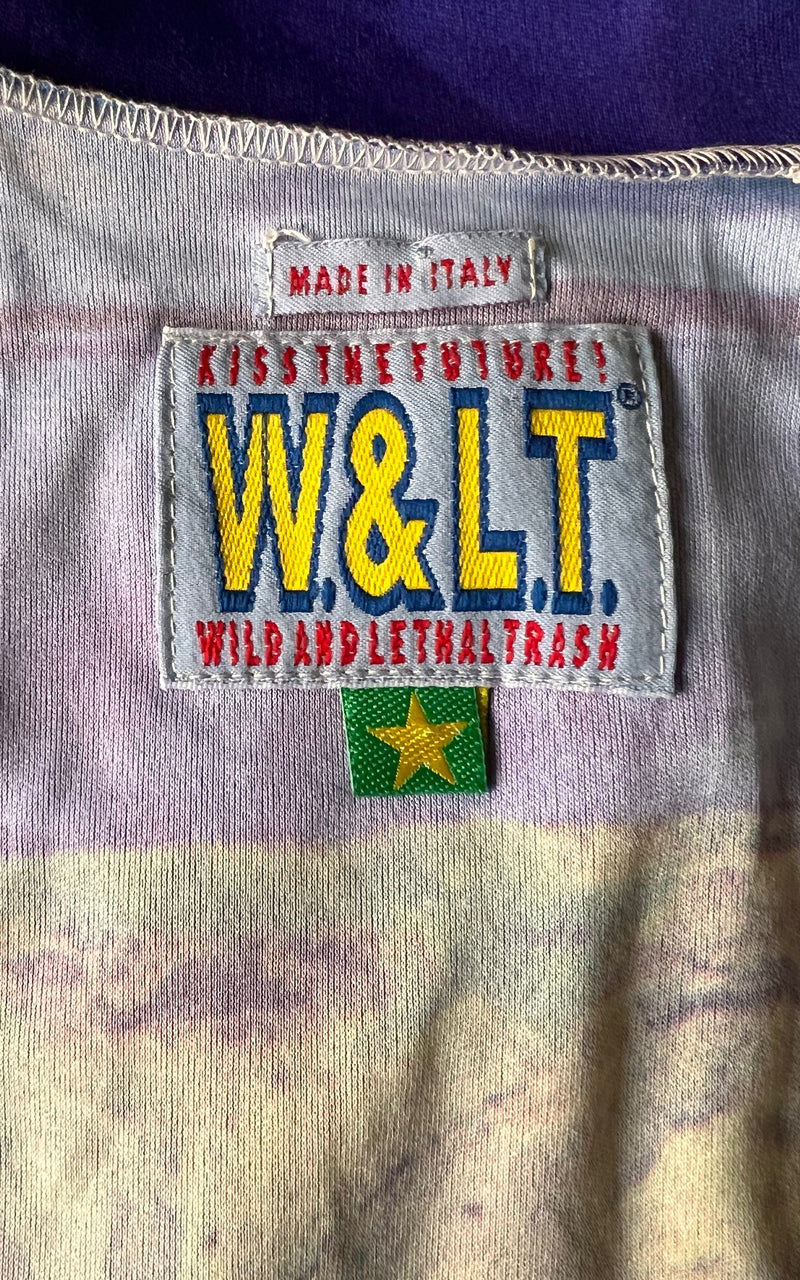 MADE IN ITALY
KISS THE FUTURE!
W.&L.T.®
WILD AND LETHAL TRASH